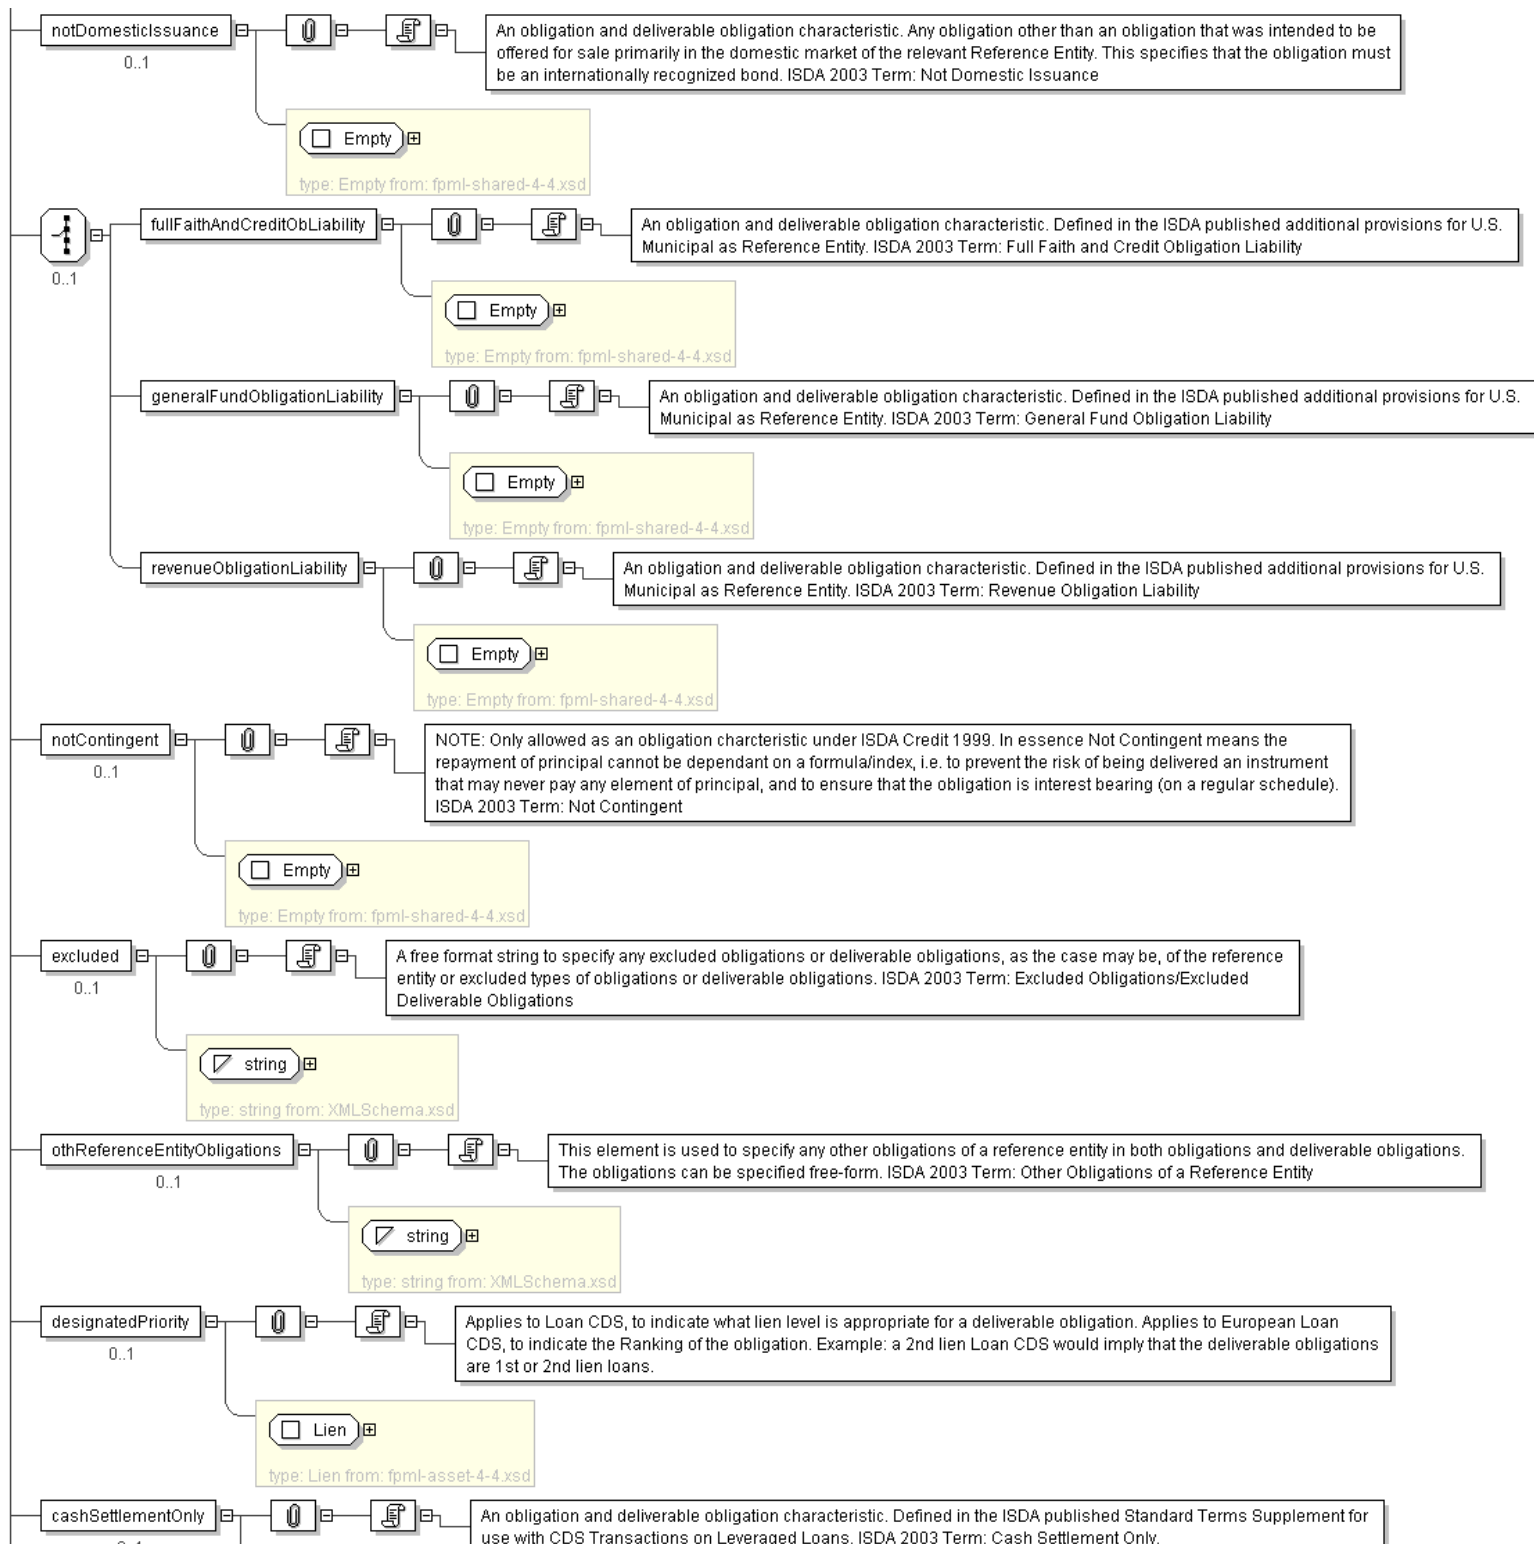 notDomesticIssuance
0..1
An obligation and deliverable obligation characteristic. Any obligation other than an obligation that was intended to be
offered for sale primarily in the domestic market of the relevant Reference Entity. This specifies that the obligation must
be an internationally recognized bond. ISDA 2003 Term: Not Domestic Issuance
Empty
type: Empty from: fpml-shared-4-4.xsd
0..1
fullFaithAndCreditObLiability
An obligation and deliverable obligation characteristic. Defined in the ISDA published additional provisions for U.S.
Municipal as Reference Entity. ISDA 2003 Term: Full Faith and Credit Obligation Liability
Empty
type: Empty from: fpml-shared-4-4.xsd
generalFundObligationLiability
An obligation and deliverable obligation characteristic. Defined in the ISDA published additional provisions for U.S.
Municipal as Reference Entity. ISDA 2003 Term: General Fund Obligation Liability
Empty
type: Empty from: fpml-shared-4-4.xsd
revenueObligationLiability
An obligation and deliverable obligation characteristic. Defined in the ISDA published additional provisions for U.S.
Municipal as Reference Entity. ISDA 2003 Term: Revenue Obligation Liability
Empty
type: Empty from: fpml-shared-4-4.xsd
notContingent
0..1
NOTE: Only allowed as an obligation charcteristic under ISDA Credit 1999. In essence Not Contingent means the
repayment of principal cannot be dependant on a formula/index, i.e. to prevent the risk of being delivered an instrument
that may never pay any element of principal, and to ensure that the obligation is interest bearing (on a regular schedule).
ISDA 2003 Term: Not Contingent
Empty
type: Empty from: fpml-shared-4-4.xsd
excluded
0..1
A free format string to specify any excluded obligations or deliverable obligations, as the case may be, of the reference
entity or excluded types of obligations or deliverable obligations. ISDA 2003 Term: Excluded Obligations/Excluded
Deliverable Obligations
string
type: string from: XMLSchema.xsd
othReferenceEntityObligations
0..1
This element is used to specify any other obligations of a reference entity in both obligations and deliverable obligations.
The obligations can be specified free-form. ISDA 2003 Term: Other Obligations of a Reference Entity
string
type: string from: XMLSchema.xsd
designatedPriority
0..1
Applies to Loan CDS, to indicate what lien level is appropriate for a deliverable obligation. Applies to European Loan
CDS, to indicate the Ranking of the obligation. Example: a 2nd lien Loan CDS would imply that the deliverable obligations
are 1st or 2nd lien loans.
Lien
type: Lien from: fpml-asset-4-4.xsd
cashSettlementOnly
0..1
An obligation and deliverable obligation characteristic. Defined in the ISDA published Standard Terms Supplement for
use with CDS Transactions on Leveraged Loans. ISDA 2003 Term: Cash Settlement Only.